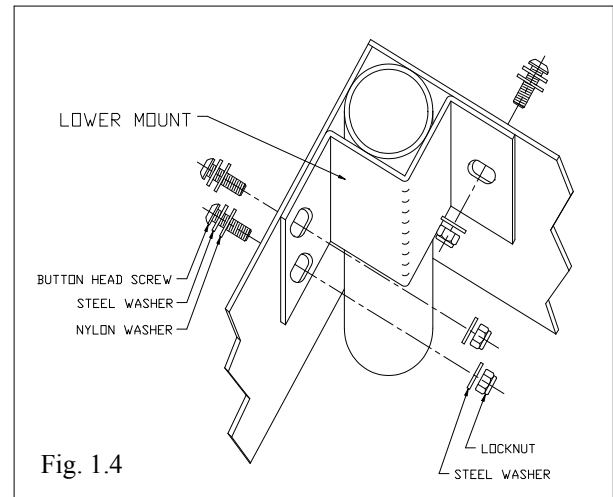 LOWER MOUNT
BUTTON HEAD SCREW
STEEL WASHER
NYLON WASHER
LOCKNUT
STEEL WASHER
Fig. 1.4